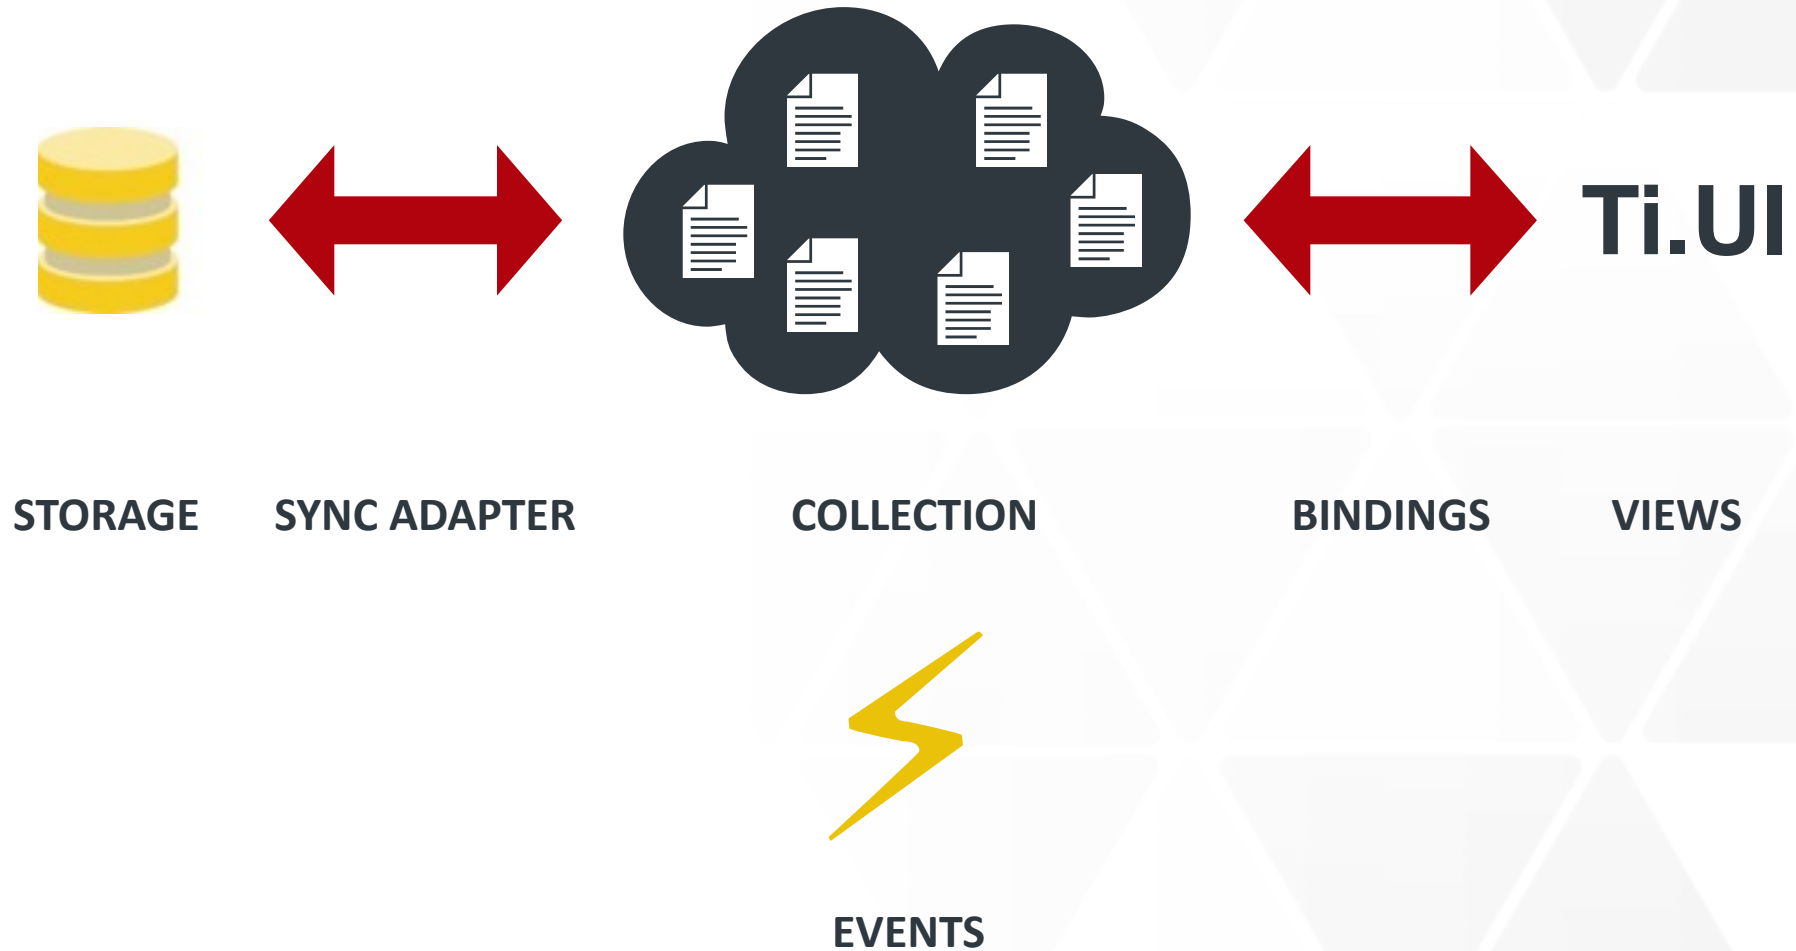 Ti.UI
STORAGE
SYNC ADAPTER
COLLECTION
BINDINGS
VIEWS
EVENTS